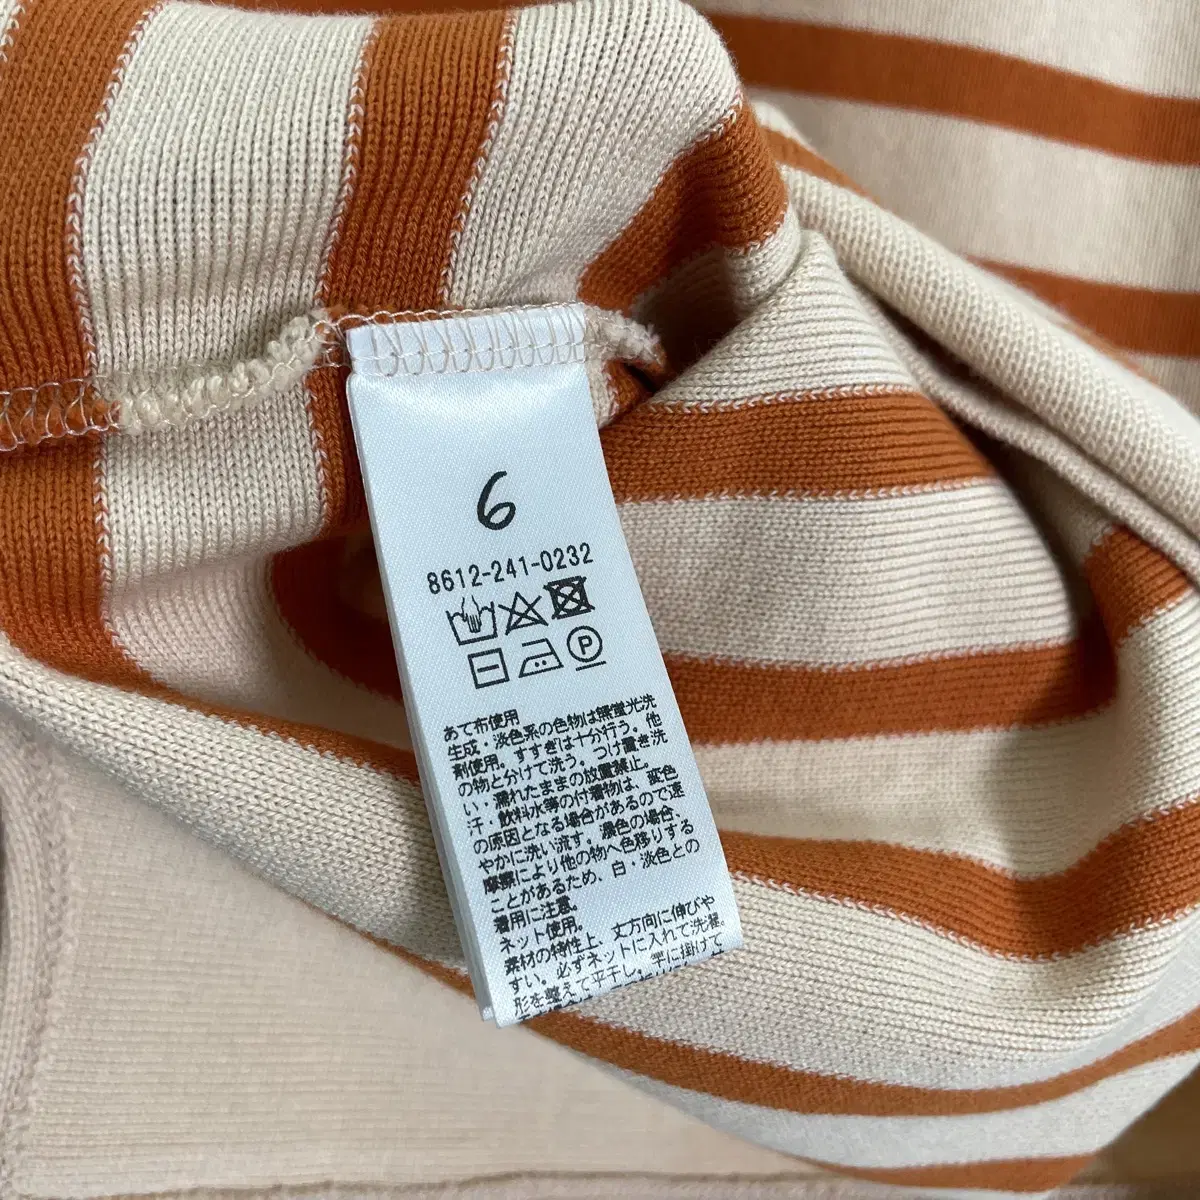 6
8612-241-0232
P
あて布使用
生成・淡色系の色物は無蛍光洗
剤使用。すすぎは十分行う。他
の物と分けて洗う。つけ置き洗
い・濡れたままの放置禁止。
汗・飲料水等の付着物は、変色
の原因となる場合があるので速
やかに洗い流す。濃色の場合、
摩擦により他の物へ色移りする
ことがあるため、白・淡色との
着用に注意。
ネット使用。
素材の特性上、丈方向に伸びや
すい。必ずネットに入れて洗濯。
形を整えて平干し。竿に掛けて